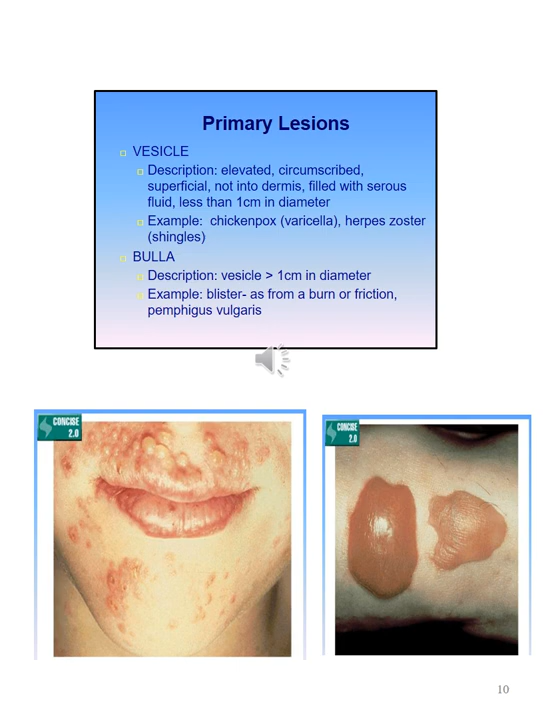 Primary Lesions
VESICLE
Description: elevated, circumscribed,
superficial, not into dermis, filled with serous
fluid, less than 1cm in diameter
Example:  chickenpox (varicella), herpes zoster
(shingles)
BULLA
Description: vesicle > 1cm in diameter
Example: blister- as from a burn or friction,
pemphigus vulgaris
CONCISE
2.0
CONCISE
2.0
10